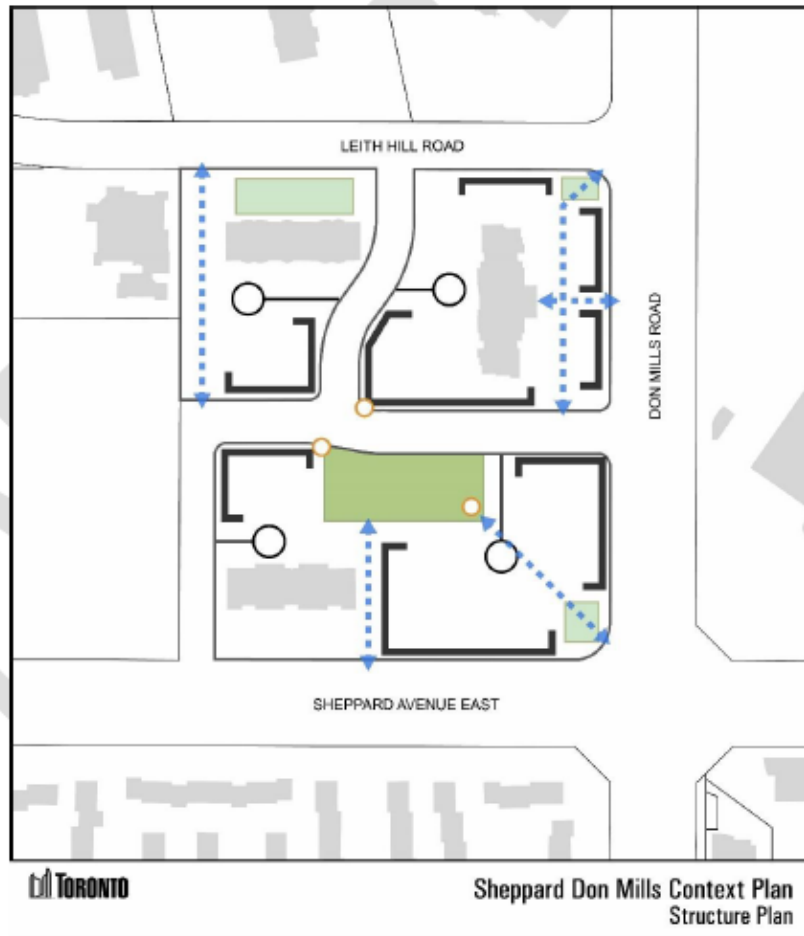 LEITH HILL ROAD
DON MILLS ROAD
SHEPPARD AVENUE EAST
TORONTO
Sheppard Don Mills Context Plan
Structure Plan